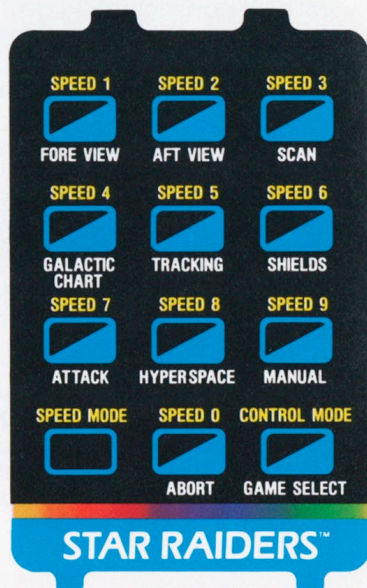 SPEED 1 SPEED 2 SPEED 3
FORE VIEW AFT VIEW SCAN
SPEED 4 SPEED 5 SPEED 6
GALACTIC CHART TRACKING SHIELDS
SPEED 7 SPEED 8 SPEED 9
ATTACK HYPERSPACE MANUAL
SPEED MODE SPEED 0 CONTROL MODE
ABORT GAME SELECT
STAR RAIDERS™